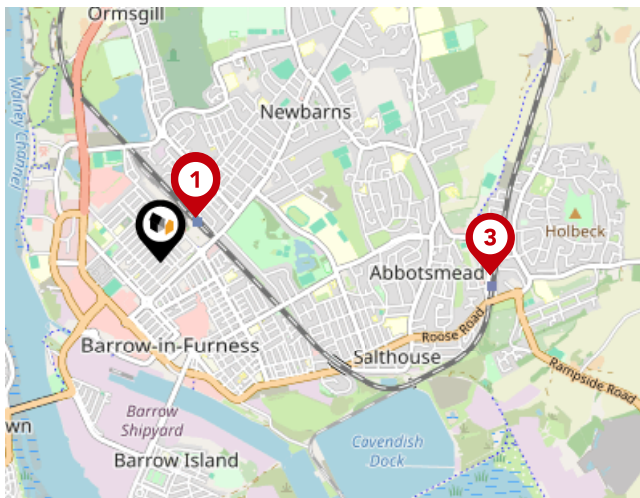 Ormsgill
Newbarns
Walney Channel
1
3
Holbeck
Abbotsmead
Roose Road
Barrow-in-Furness
Salthouse
Rampside Road
Barrow
Shipyard
wn
Cavendish
Dock
Barrow Island